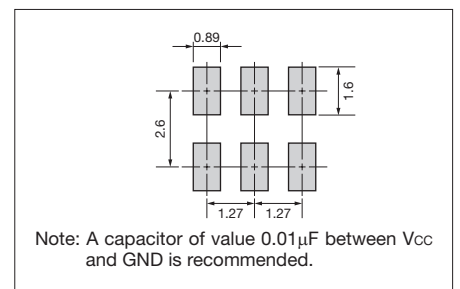 0.89
1.6
2.6
1.27 1.27
Note: A capacitor of value 0.01μF between Vcc
and GND is recommended.